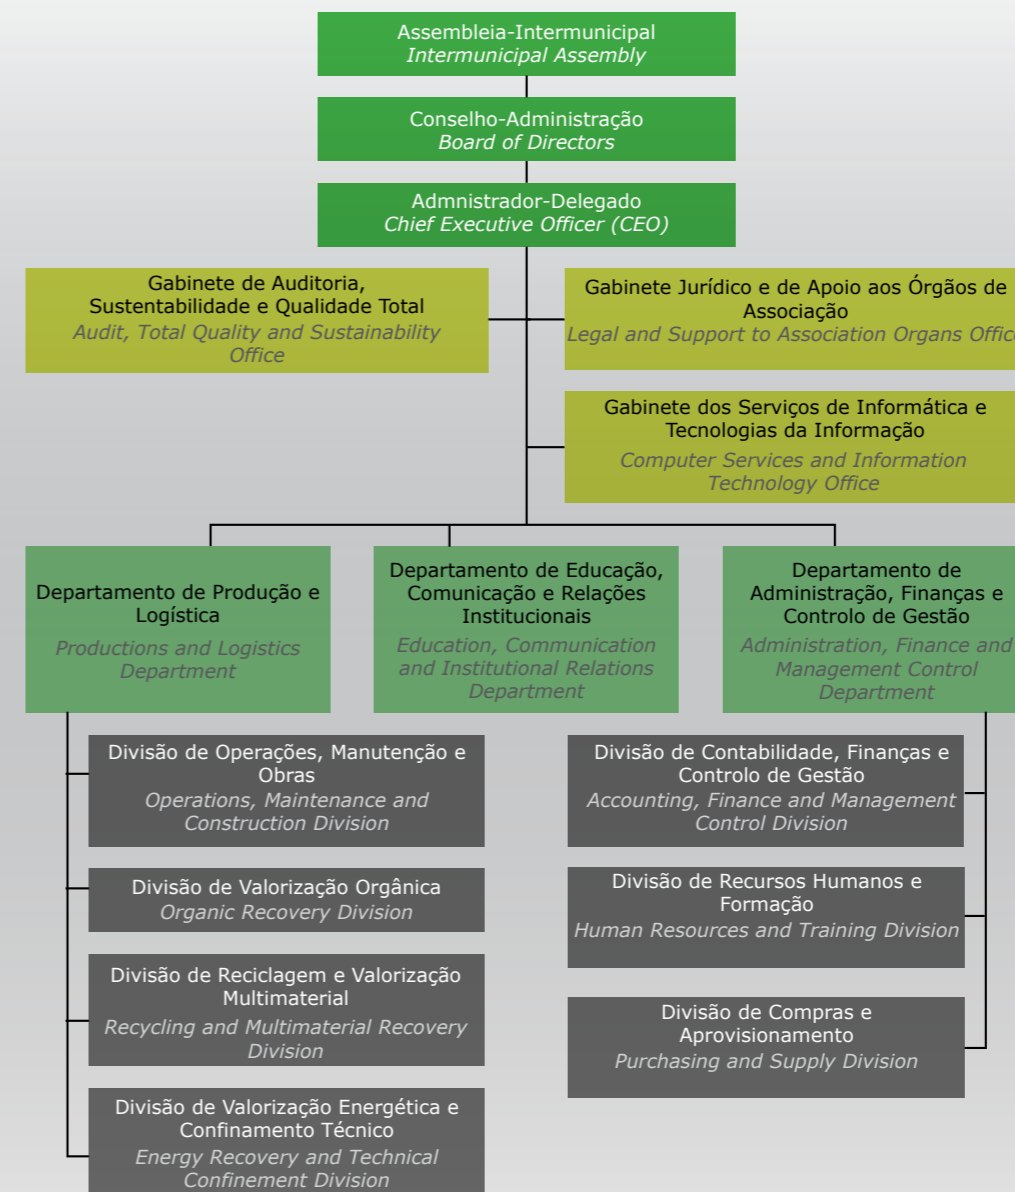 Assembleia-Intermunicipal
Intermunicipal Assembly
Conselho-Administração
Board of Directors
Admnistrador-Delegado
Chief Executive Officer (CEO)
Gabinete de Auditoria,
Sustentabilidade e Qualidade Total
Audit, Total Quality and Sustainability
Office
Gabinete Jurídico e de Apoio aos Órgãos de
Associação
Legal and Support to Association Organs Office
Gabinete dos Serviços de Informática e
Tecnologias da Informação
Computer Services and Information
Technology Office
Departamento de Produção e
Logística
Productions and Logistics
Department
Departamento de Educação,
Comunicação e Relações
Institucionais
Education, Communication
and Institutional Relations
Department
Departamento de
Administração, Finanças e
Controlo de Gestão
Administration, Finance and
Management Control
Department
Divisão de Operações, Manutenção e
Obras
Operations, Maintenance and
Construction Division
Divisão de Valorização Orgânica
Organic Recovery Division
Divisão de Reciclagem e Valorização
Multimaterial
Recycling and Multimaterial Recovery
Division
Divisão de Valorização Energética e
Confinamento Técnico
Energy Recovery and Technical
Confinement Division
Divisão de Contabilidade, Finanças e
Controlo de Gestão
Accounting, Finance and Management
Control Division
Divisão de Recursos Humanos e
Formação
Human Resources and Training Division
Divisão de Compras e
Aprovisionamento
Purchasing and Supply Division